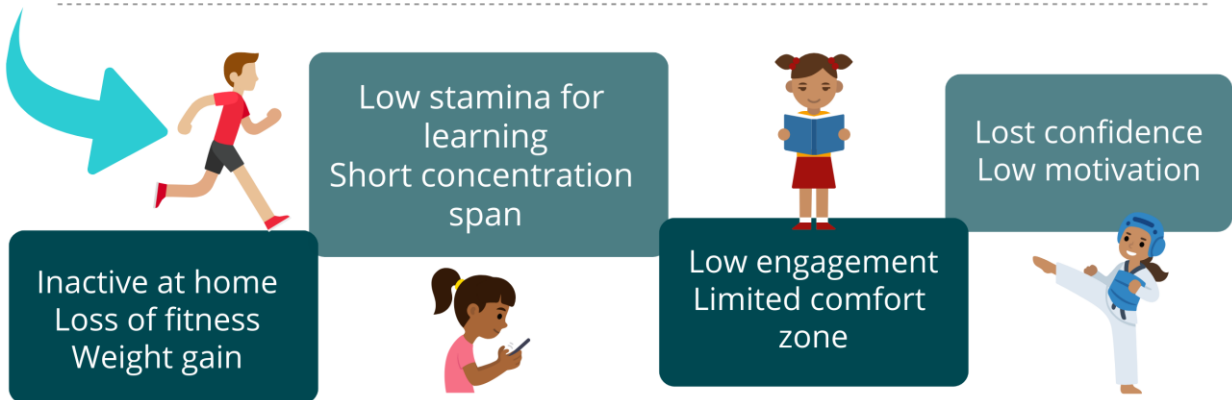 Inactive at home
Loss of fitness
Weight gain
Low stamina for
learning
Short concentration
span
Low engagement
Limited comfort
zone
Lost confidence
Low motivation